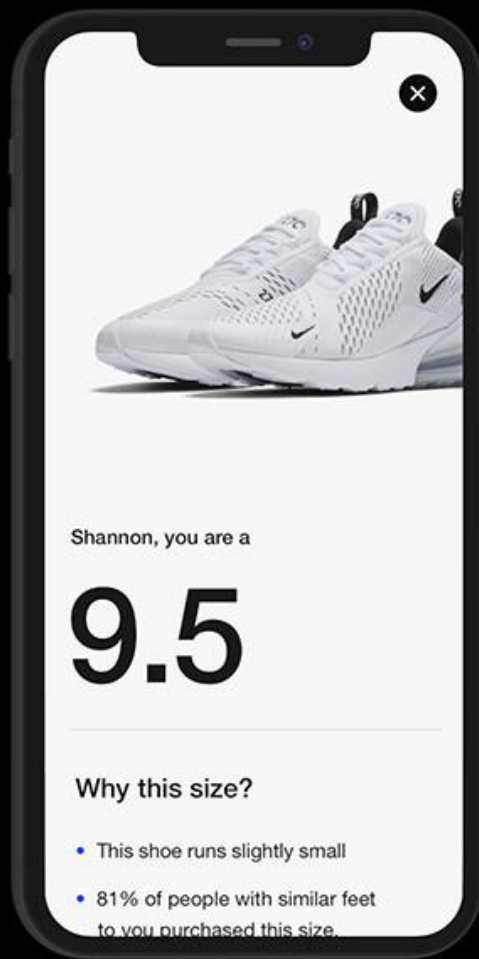 Shannon, you are a
9.5
Why this size?
• This shoe runs slightly small
• 81% of people with similar feet
to you purchased this size.